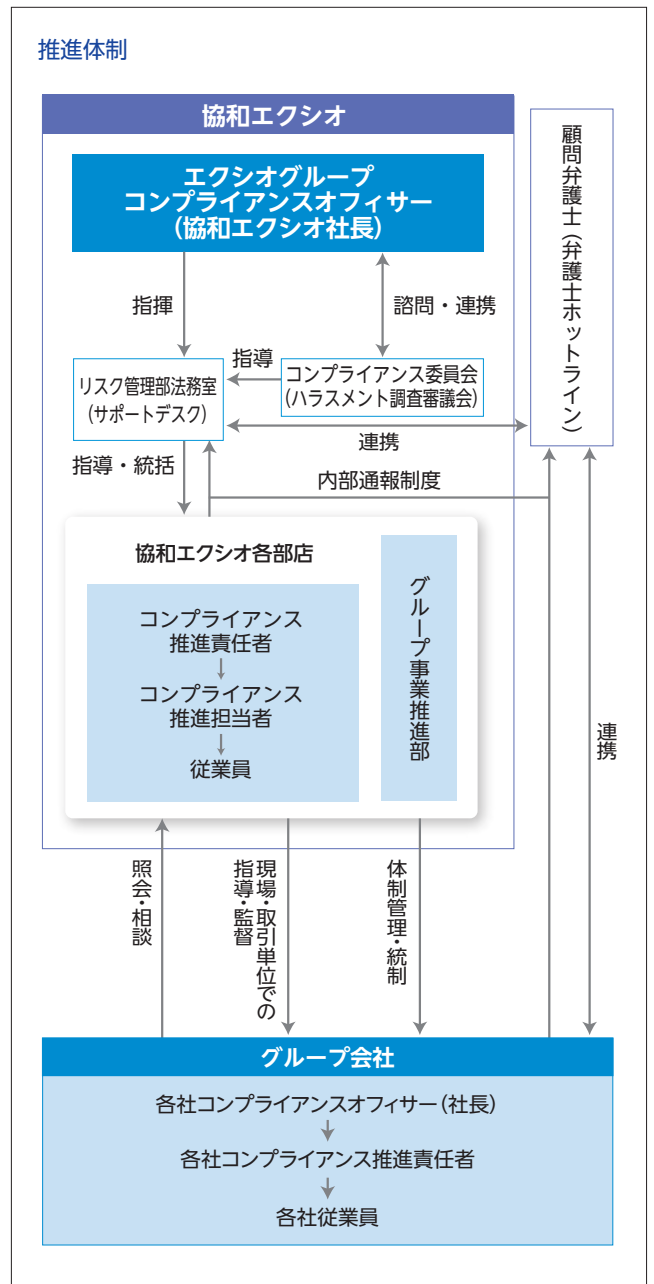 推進体制
協和エクシオ
エクシオグループ
コンプライアンスオフィサー
(協和エクシオ社長)
顧問弁護士(弁護士ホットライン)
指揮
諮問・連携
指導
リスク管理部法務室
(サポートデスク)
コンプライアンス委員会
(ハラスメント調査審議会)
連携
指導・統括
内部通報制度
協和エクシオ各部店
コンプライアンス
推進責任者
コンプライアンス
推進担当者
従業員
グループ事業推進部
連携
照会・相談
現場・取引単位での
指導・監督
体制管理・統制
グループ会社
各社コンプライアンスオフィサー(社長)
各社コンプライアンス推進責任者
各社従業員